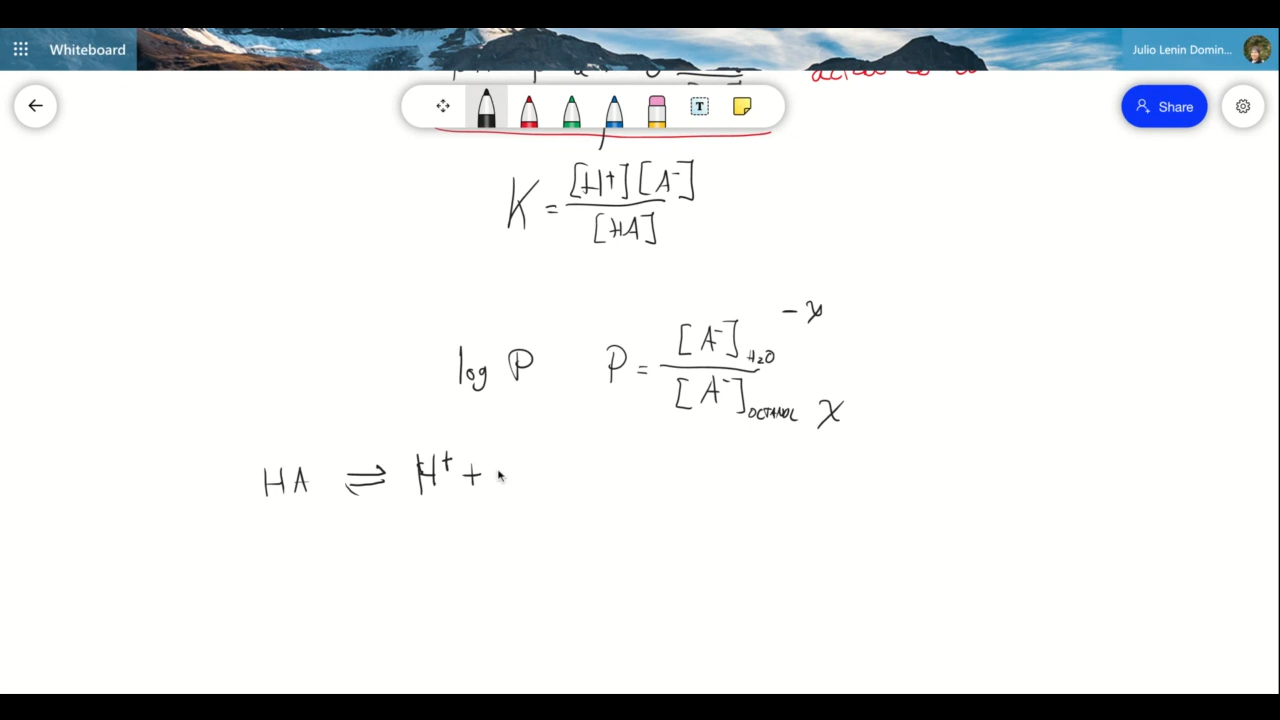 Whiteboard
Julio Lenin Domin...
T
Share
K = [H+] [A-] / [HA]
- x
log P P = [A-]H2O / [A-]OCTANOL x
HA ⇌ H+ +